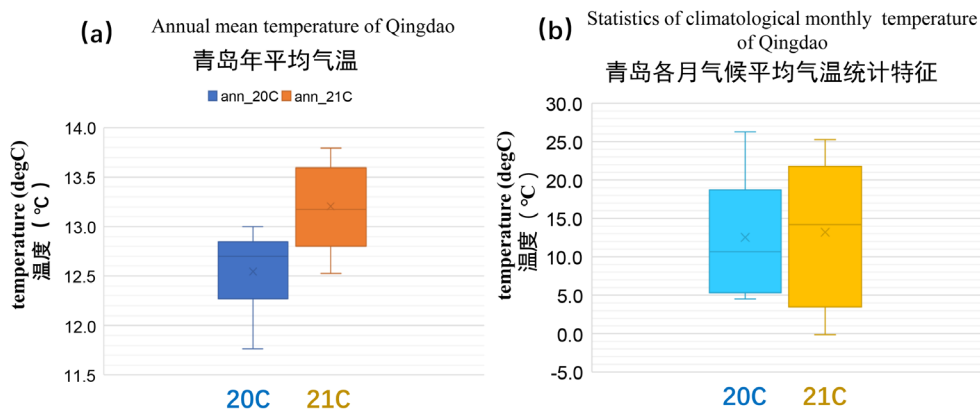 (a)
Annual mean temperature of Qingdao
青岛年平均气温
ann_20C ann_21C
temperature (degC)
温度（℃）
14.0
13.5
13.0
12.5
12.0
11.5
20C 21C
(b)
Statistics of climatological monthly temperature
of Qingdao
青岛各月气候平均气温统计特征
temperature (degC)
温度（℃）
30.0
25.0
20.0
15.0
10.0
5.0
0.0
-5.0
20C 21C